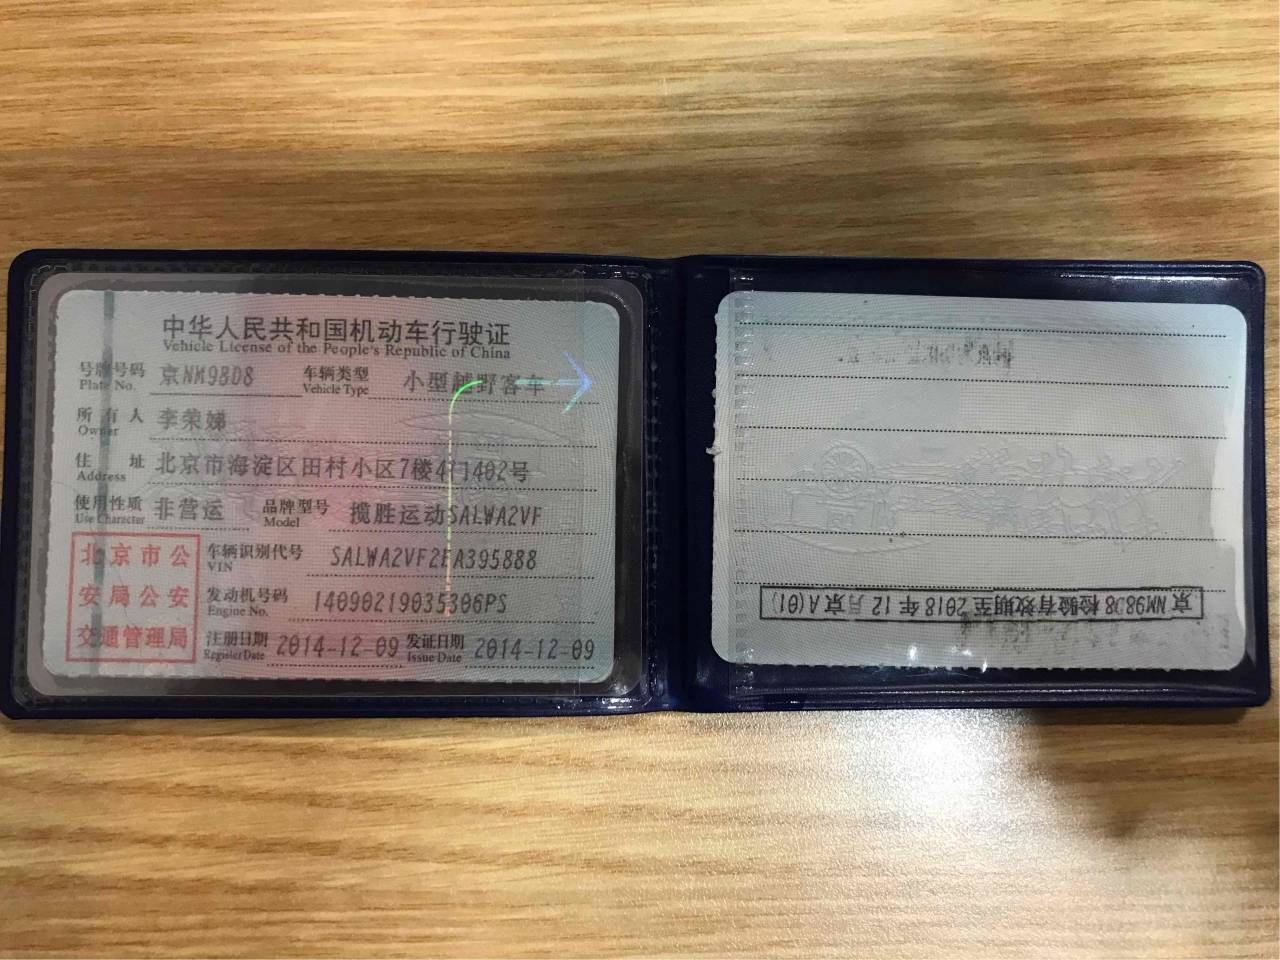 中华人民共和国机动车行驶证
Vehicle License of the People's Republic of China
号牌号码 京NM98D8 车辆类型 小型越野客车
Plate No. Vehicle Type
所有人 李荣娣
Owner
住址 北京市海淀区田村小区7楼4门1402号
Address
使用性质 非营运 品牌型号 揽胜运动SALWA2VF
Use Character Model
北京市公
安局公安
交通管理局
车辆识别代号 SALWA2VF2EA395888
VIN
发动机号码 14090219035306PS
Engine No.
注册日期 2014-12-09 发证日期 2014-12-09
Register Date Issue Date
京NM98D8检验有效期至2018年12月京A(01)